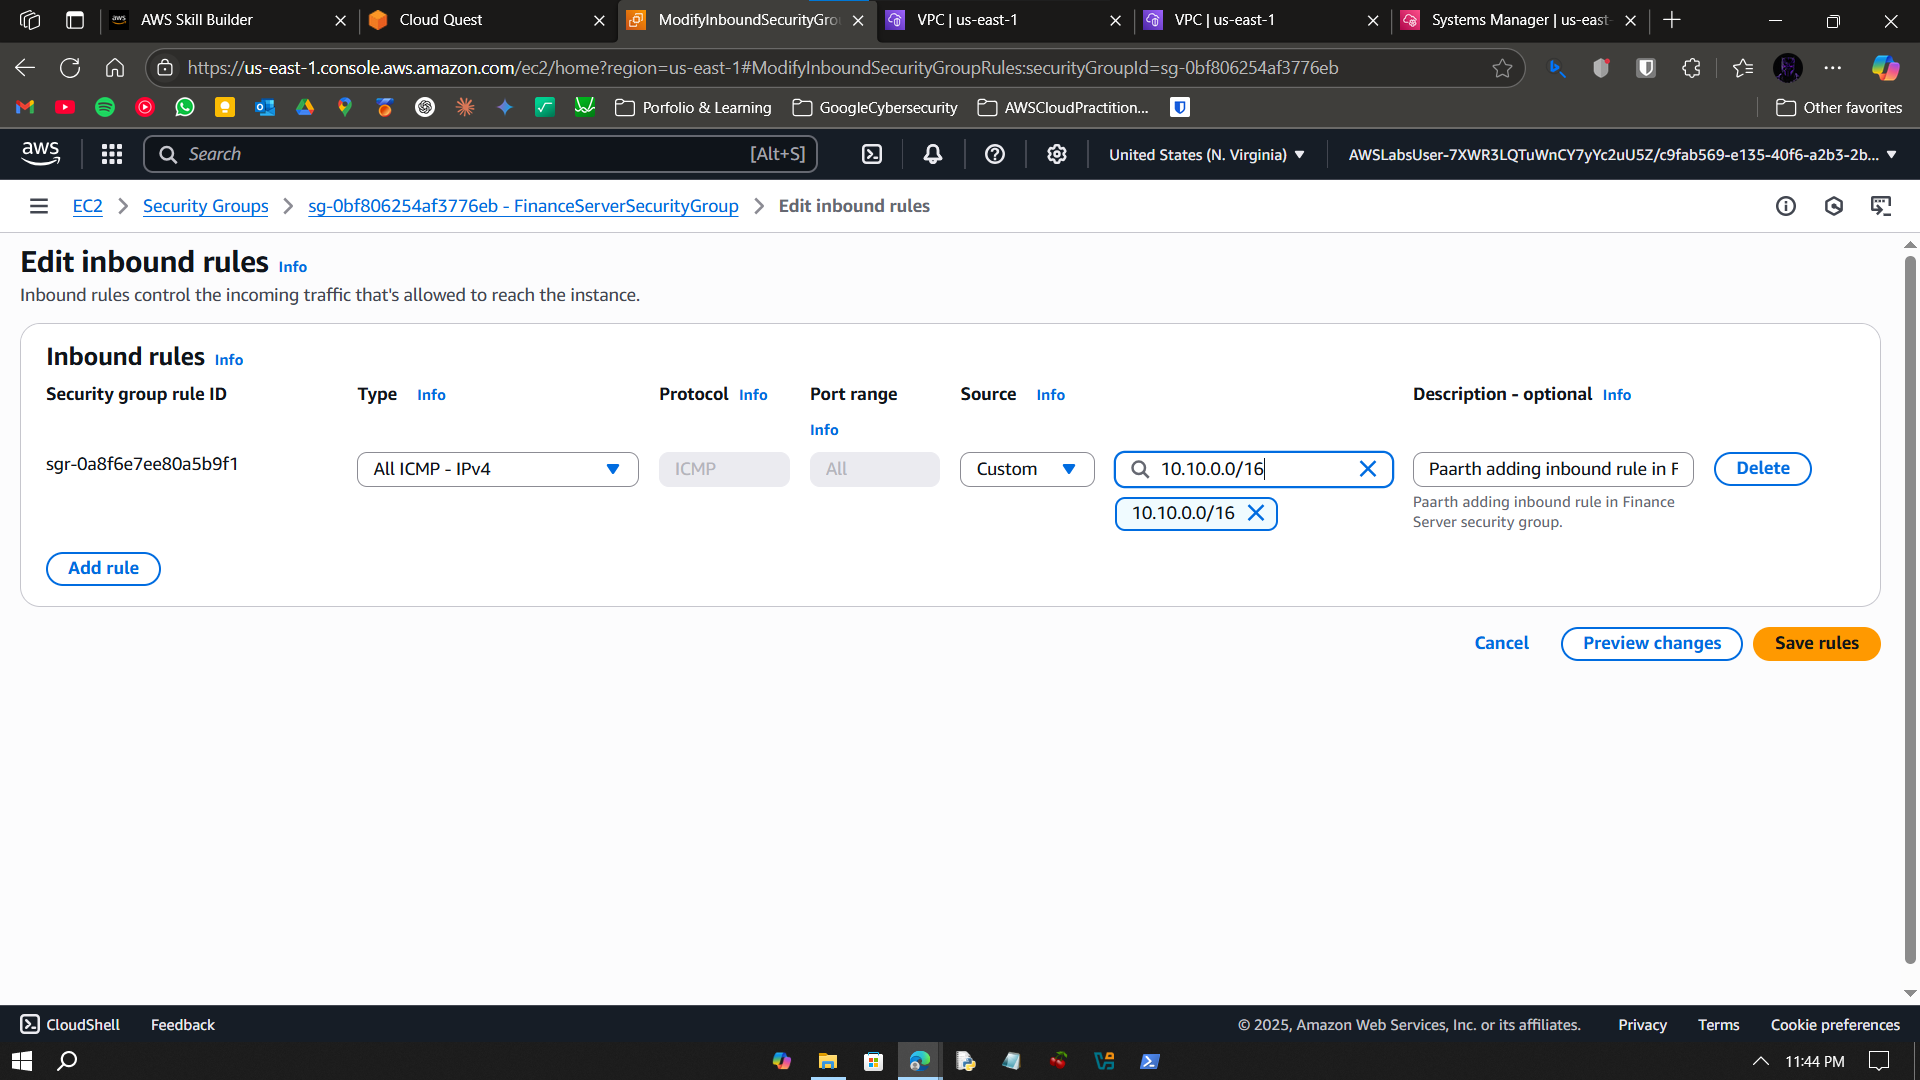 AWS Skill Builder
Cloud Quest
ModifyInboundSecurityGrou
VPC | us-east-1
VPC | us-east-1
Systems Manager | us-east-
https://us-east-1.console.aws.amazon.com/ec2/home?region=us-east-1#ModifyInboundSecurityGroupRules:securityGroupId=sg-0bf806254af3776eb
Porfolio & Learning
GoogleCybersecurity
AWSCloudPractition...
Other favorites
aws
Search
[Alt+S]
United States (N. Virginia)
AWSLabsUser-7XWR3LQTuWnCY7yYc2uU5Z/c9fab569-e135-40f6-a2b3-2b...
EC2
Security Groups
sg-0bf806254af3776eb - FinanceServerSecurityGroup
Edit inbound rules
Edit inbound rules Info
Inbound rules control the incoming traffic that's allowed to reach the instance.
Inbound rules Info
Security group rule ID
Type Info
Protocol Info
Port range
Info
Source Info
Description - optional Info
sgr-0a8f6e7ee80a5b9f1
All ICMP - IPv4
ICMP
All
Custom
10.10.0.0/16
10.10.0.0/16
Paarth adding inbound rule in F
Paarth adding inbound rule in Finance
Server security group.
Delete
Add rule
Cancel
Preview changes
Save rules
CloudShell
Feedback
© 2025, Amazon Web Services, Inc. or its affiliates.
Privacy
Terms
Cookie preferences
11:44 PM